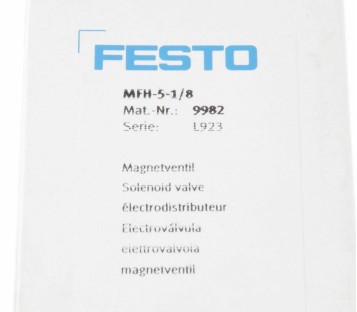 FESTO
MFH-5-1/8
Mat.-Nr.: 9982
Serie: L923
Magnetventil
Solenoid valve
électrodistributeur
Electroválvula
elettrovalvola
magnetventil